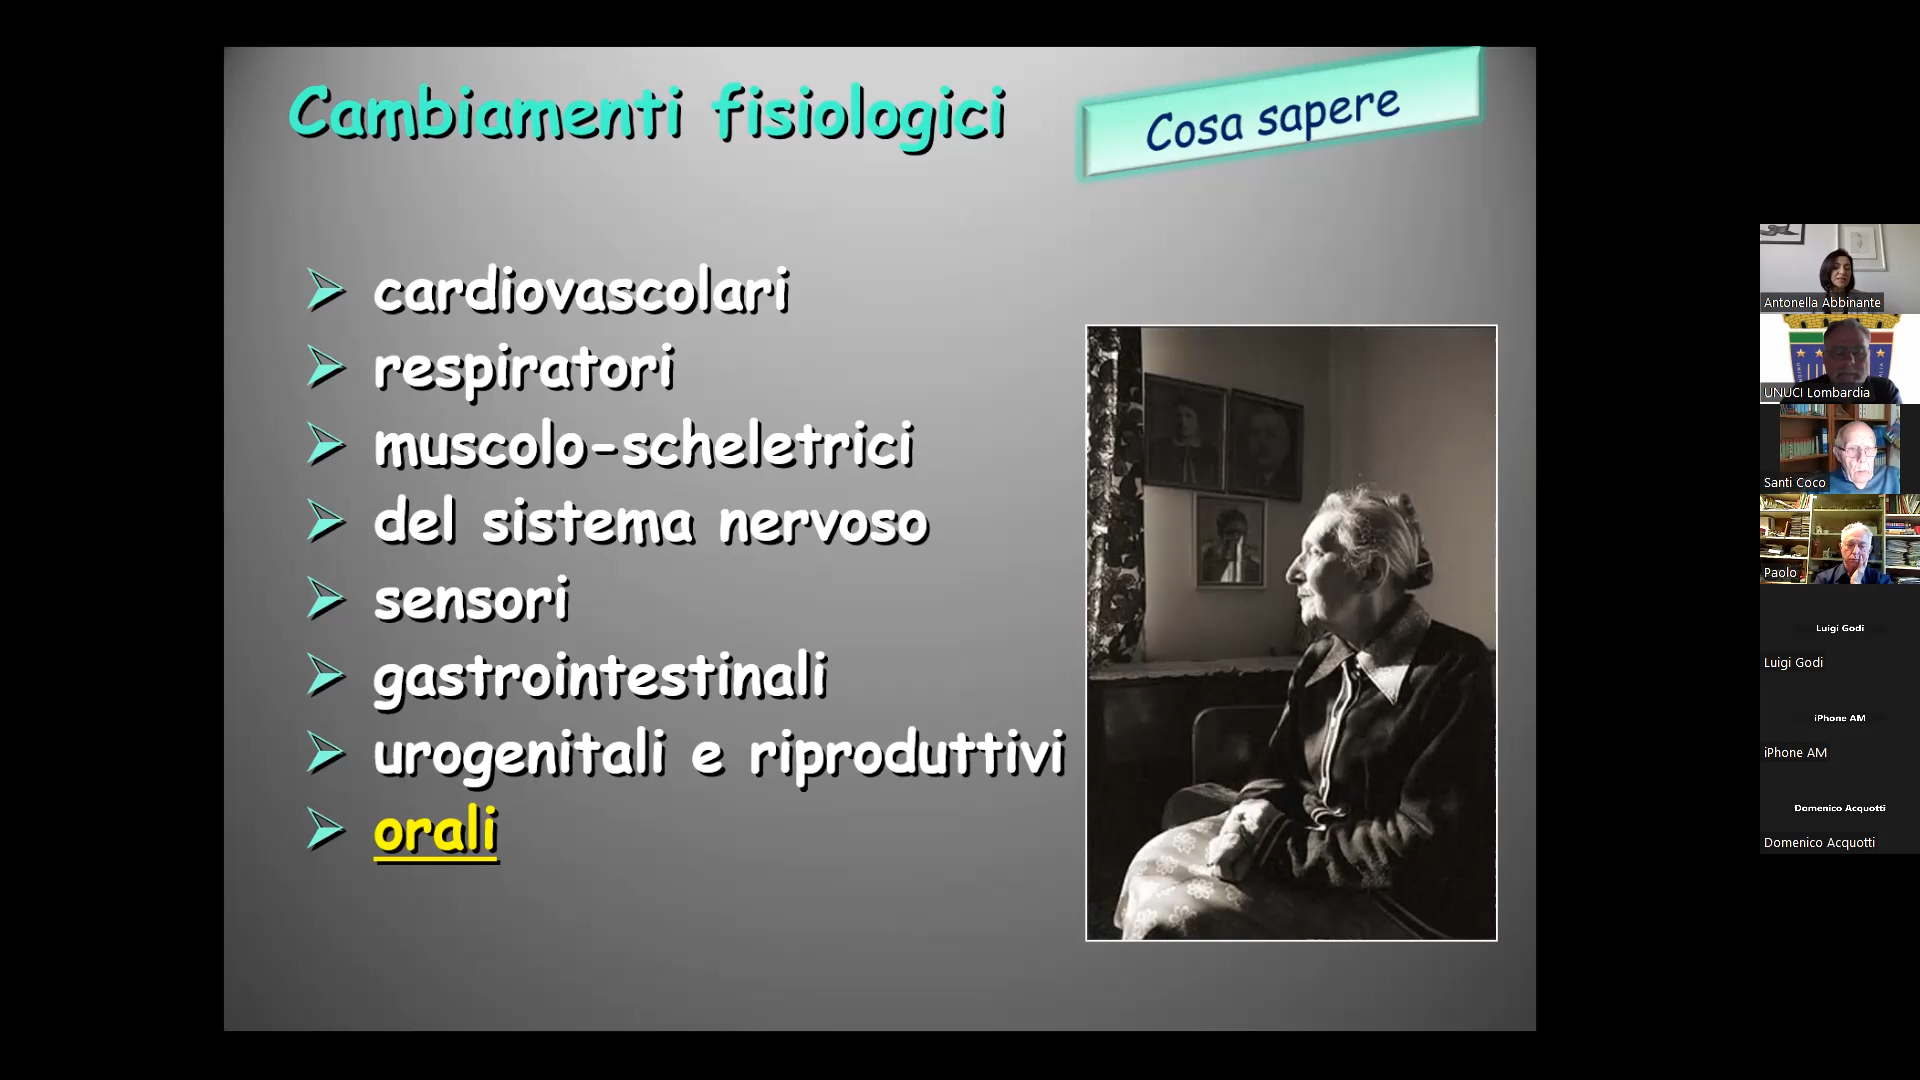 Cambiamenti fisiologici
Cosa sapere
cardiovascolari
respiratori
muscolo-scheletrici
del sistema nervoso
sensori
gastrointestinali
urogenitali e riproduttivi
orali
Antonella Abbinante
UNUCI Lombardia
Santi Coco
Paolo
Luigi Godi
Luigi Godi
iPhone AM
iPhone AM
Domenico Acquotti
Domenico Acquotti